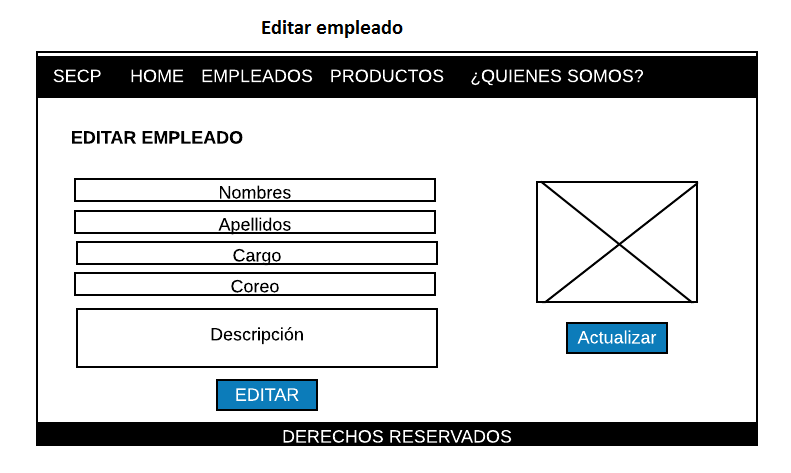 Editar empleado
SECP HOME EMPLEADOS PRODUCTOS ¿QUIENES SOMOS?
EDITAR EMPLEADO
Nombres
Apellidos
Cargo
Coreo
Descripción
Actualizar
EDITAR
DERECHOS RESERVADOS